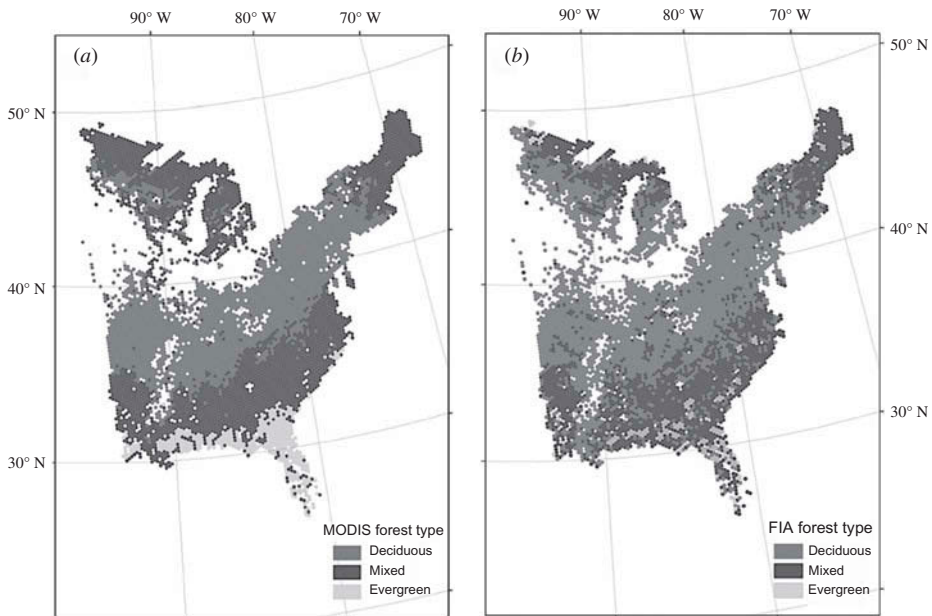 90° W 80° W 70° W
90° W 80° W 70° W
(a)
(b)
50° N
50° N
40° N
40° N
30° N
30° N
MODIS forest type
Deciduous
Mixed
Evergreen
FIA forest type
Deciduous
Mixed
Evergreen